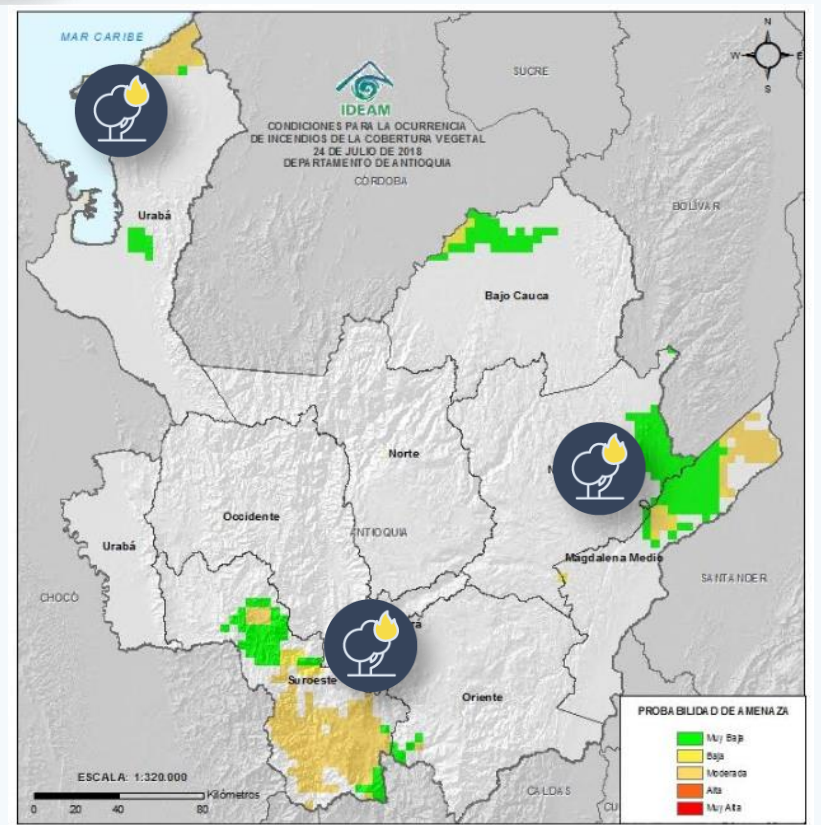 MAR CARIBE
N
W
E
S
SUCRE
IDEAM
CONDICIONES PARA LA OCURRENCIA
DE INCENDIOS DE LA COBERTURA VEGETAL
24 DE JULIO DE 2018
DEPARTAMENTO DE ANTIOQUIA
CÓRDOBA
BOLÍVAR
Urabá
Bajo Cauca
Norte
N
Occidente
ANTIOQUIA
Urabá
Magdalena Medio
SANTANDER
CHOCÓ
rá
Suroeste
Oriente
PROBABILIDAD DE AMENAZA
Muy Baja
Baja
Moderada
Alta
Muy Alta
ESCALA: 1:320.000
Kilómetros
0 20 40 80
CALDAS
CU